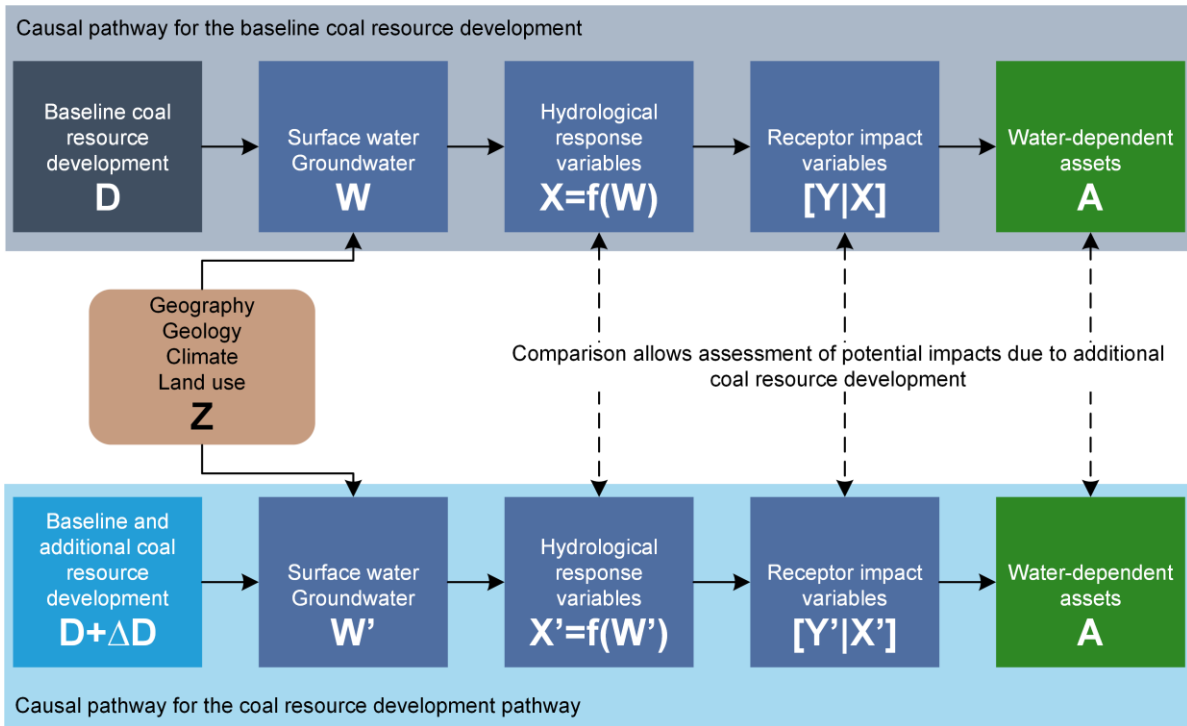 Causal pathway for the baseline coal resource development
Baseline coal
resource
development
D
Surface water
Groundwater
W
Hydrological
response
variables
X=f(W)
Receptor impact
variables
[Y|X]
Water-dependent
assets
A
Geography
Geology
Climate
Land use
Z
Comparison allows assessment of potential impacts due to additional
coal resource development
Baseline and
additional coal
resource
development
D+ΔD
Surface water
Groundwater
W’
Hydrological
response
variables
X’=f(W’)
Receptor impact
variables
[Y’|X’]
Water-dependent
assets
A
Causal pathway for the coal resource development pathway